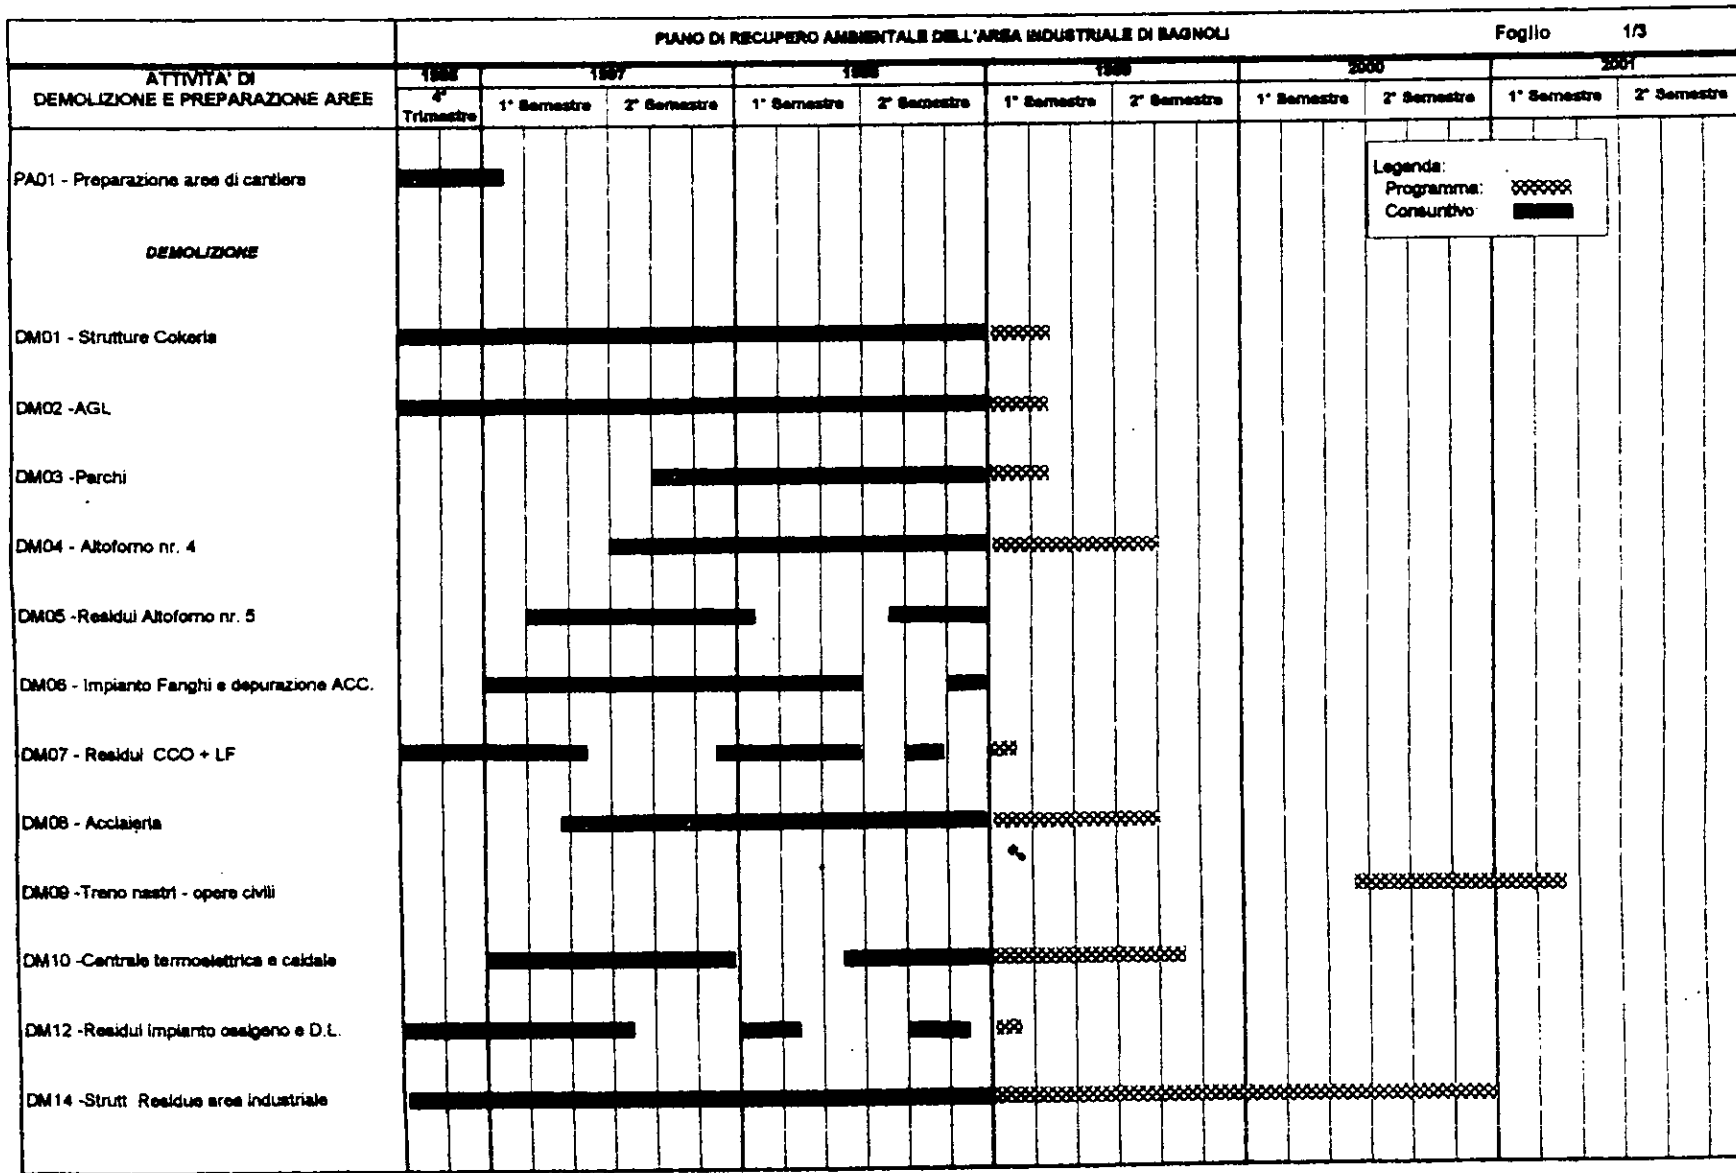 PIANO DI RECUPERO AMBIENTALE DELL'AREA INDUSTRIALE DI BAGNOLI
Foglio 1/3
ATTIVITA' DI
DEMOLIZIONE E PREPARAZIONE AREE
1996 1997 1998 1999 2000 2001
4° Trimestre 1° Semestre 2° Semestre 1° Semestre 2° Semestre 1° Semestre 2° Semestre 1° Semestre 2° Semestre 1° Semestre 2° Semestre
Legenda:
Programma:
Consuntivo
PA01 - Preparazione aree di cantiere
DEMOLIZIONE
DM01 - Strutture Cokeria
DM02 -AGL
DM03 -Parchi
DM04 - Altoforno nr. 4
DM05 -Residui Altoforno nr. 5
DM06 - Impianto Fanghi e depurazione ACC.
DM07 - Residui CCO + LF
DM08 - Acciaieria
DM09 -Treno nastri - opere civili
DM10 -Centrale termoelettrica e caldaie
DM12 -Residui impianto ossigeno e D.L.
DM14 -Strutt Residue area industriale